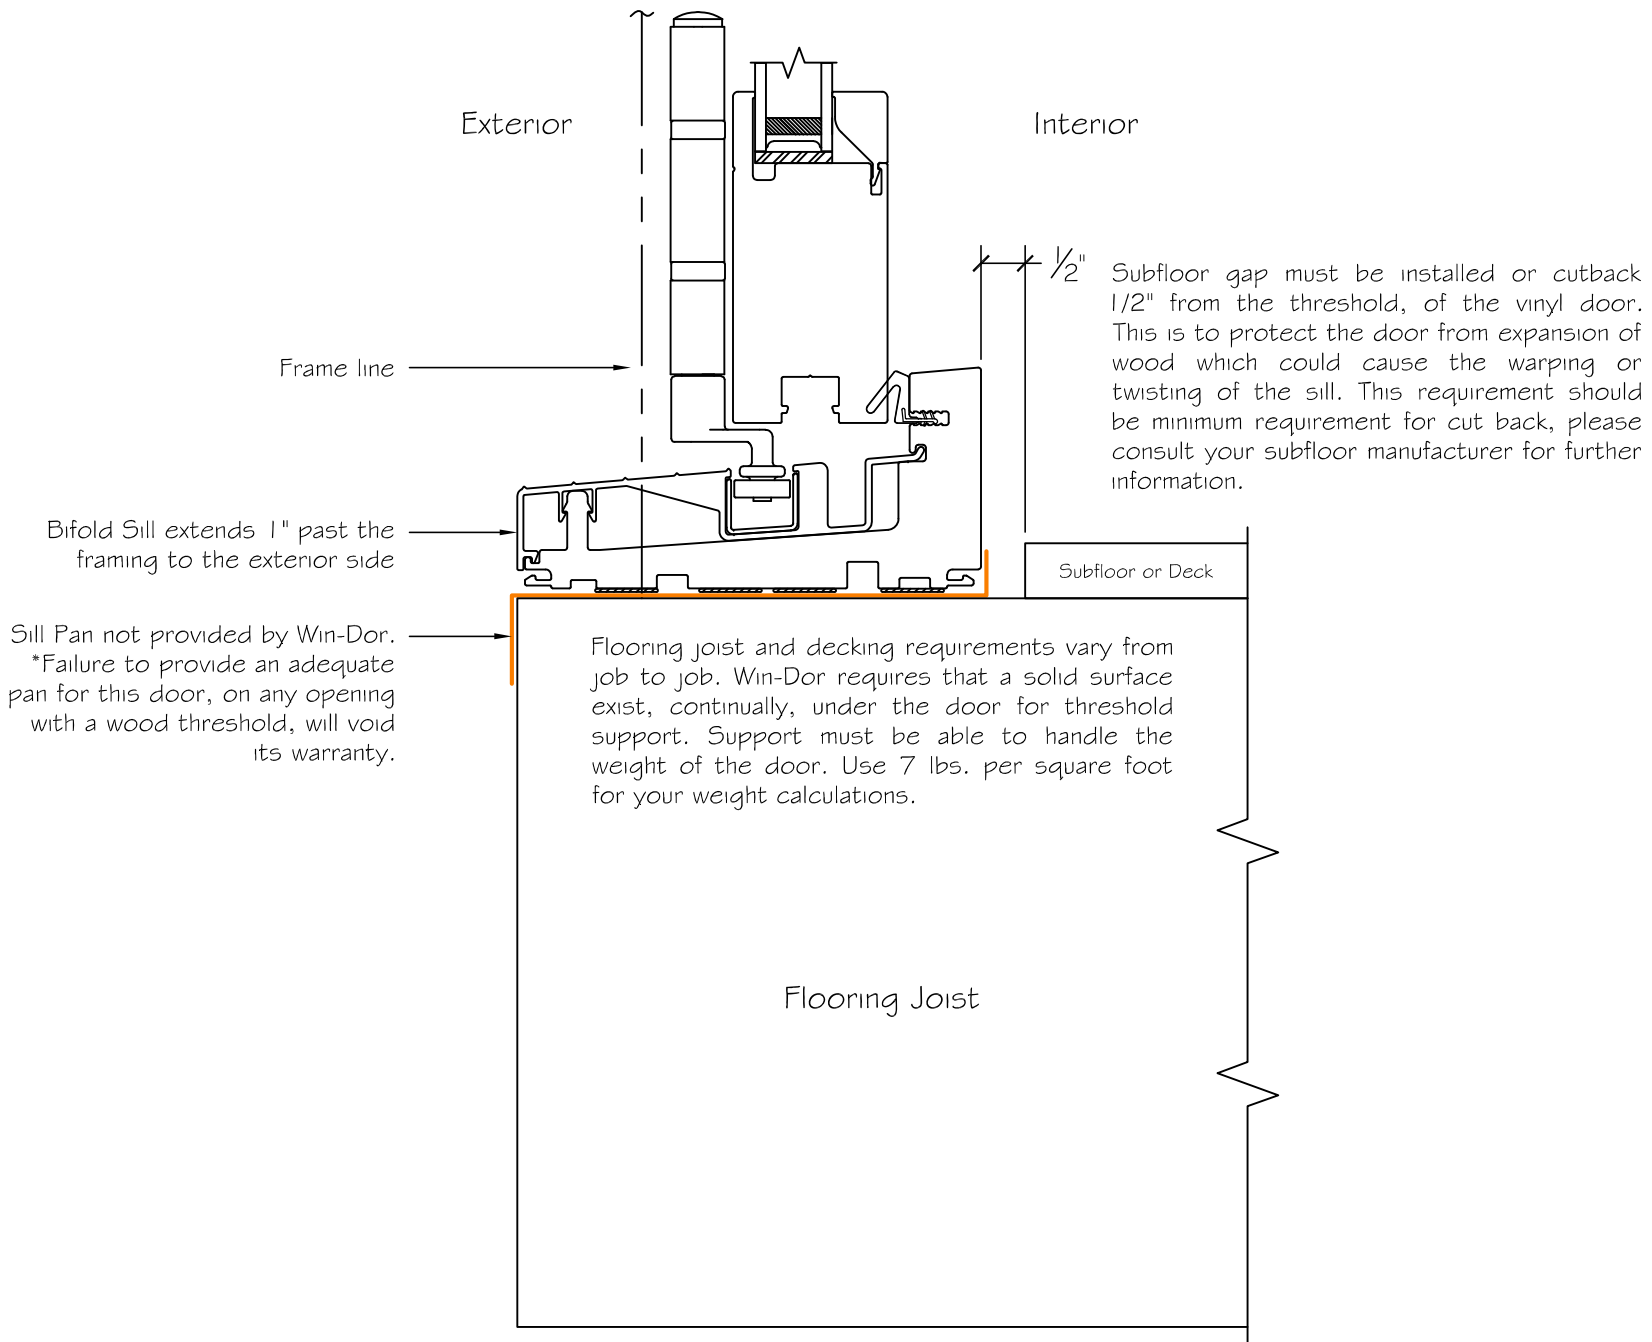 Exterior
Interior
1/2"
Subfloor gap must be installed or cutback
1/2" from the threshold, of the vinyl door.
This is to protect the door from expansion of
wood which could cause the warping or
twisting of the sill. This requirement should
be minimum requirement for cut back, please
consult your subfloor manufacturer for further
information.
Frame line
Bifold Sill extends 1" past the
framing to the exterior side
Subfloor or Deck
Sill Pan not provided by Win-Dor.
*Failure to provide an adequate
pan for this door, on any opening
with a wood threshold, will void
its warranty.
Flooring joist and decking requirements vary from
job to job. Win-Dor requires that a solid surface
exist, continually, under the door for threshold
support. Support must be able to handle the
weight of the door. Use 7 lbs. per square foot
for your weight calculations.
Flooring Joist